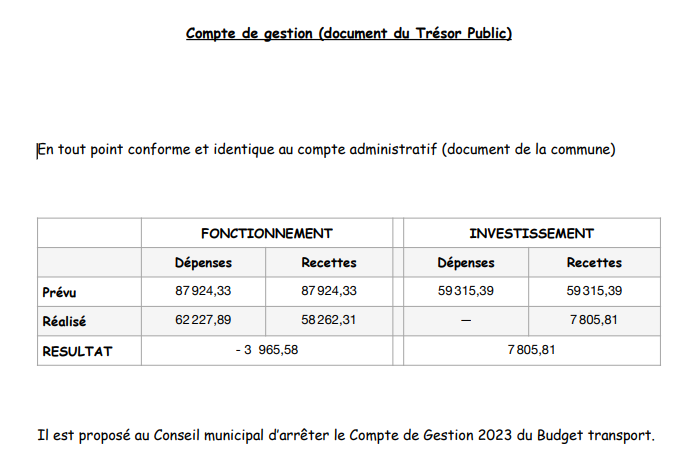 Compte de gestion (document du Trésor Public)
En tout point conforme et identique au compte administratif (document de la commune)
FONCTIONNEMENT INVESTISSEMENT
Dépenses Recettes Dépenses Recettes
Prévu 87 924,33 87 924,33 59 315,39 59 315,39
Réalisé 62 227,89 58 262,31 — 7 805,81
RESULTAT - 3 965,58 7 805,81
Il est proposé au Conseil municipal d’arrêter le Compte de Gestion 2023 du Budget transport.